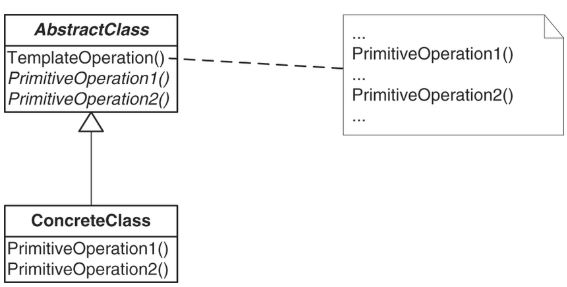 AbstractClass
TemplateOperation()
PrimitiveOperation1()
PrimitiveOperation2()
...
PrimitiveOperation1()
...
PrimitiveOperation2()
...
ConcreteClass
PrimitiveOperation1()
PrimitiveOperation2()